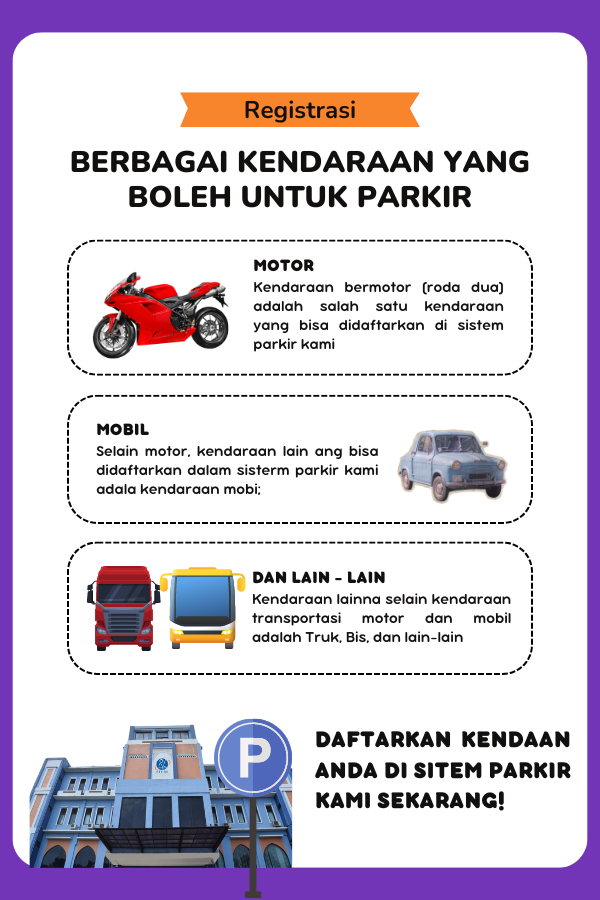 Registrasi
BERBAGAI KENDARAAN YANG
BOLEH UNTUK PARKIR
MOTOR
Kendaraan bermotor (roda dua)
adalah salah satu kendaraan
yang bisa didaftarkan di sistem
parkir kami
MOBIL
Selain motor, kendaraan lain ang bisa
didaftarkan dalam sisterm parkir kami
adala kendaraan mobi;
DAN LAIN - LAIN
Kendaraan lainna selain kendaraan
transportasi motor dan mobil
adalah Truk, Bis, dan lain-lain
P
DAFTARKAN KENDAAN
ANDA DI SITEM PARKIR
KAMI SEKARANG!